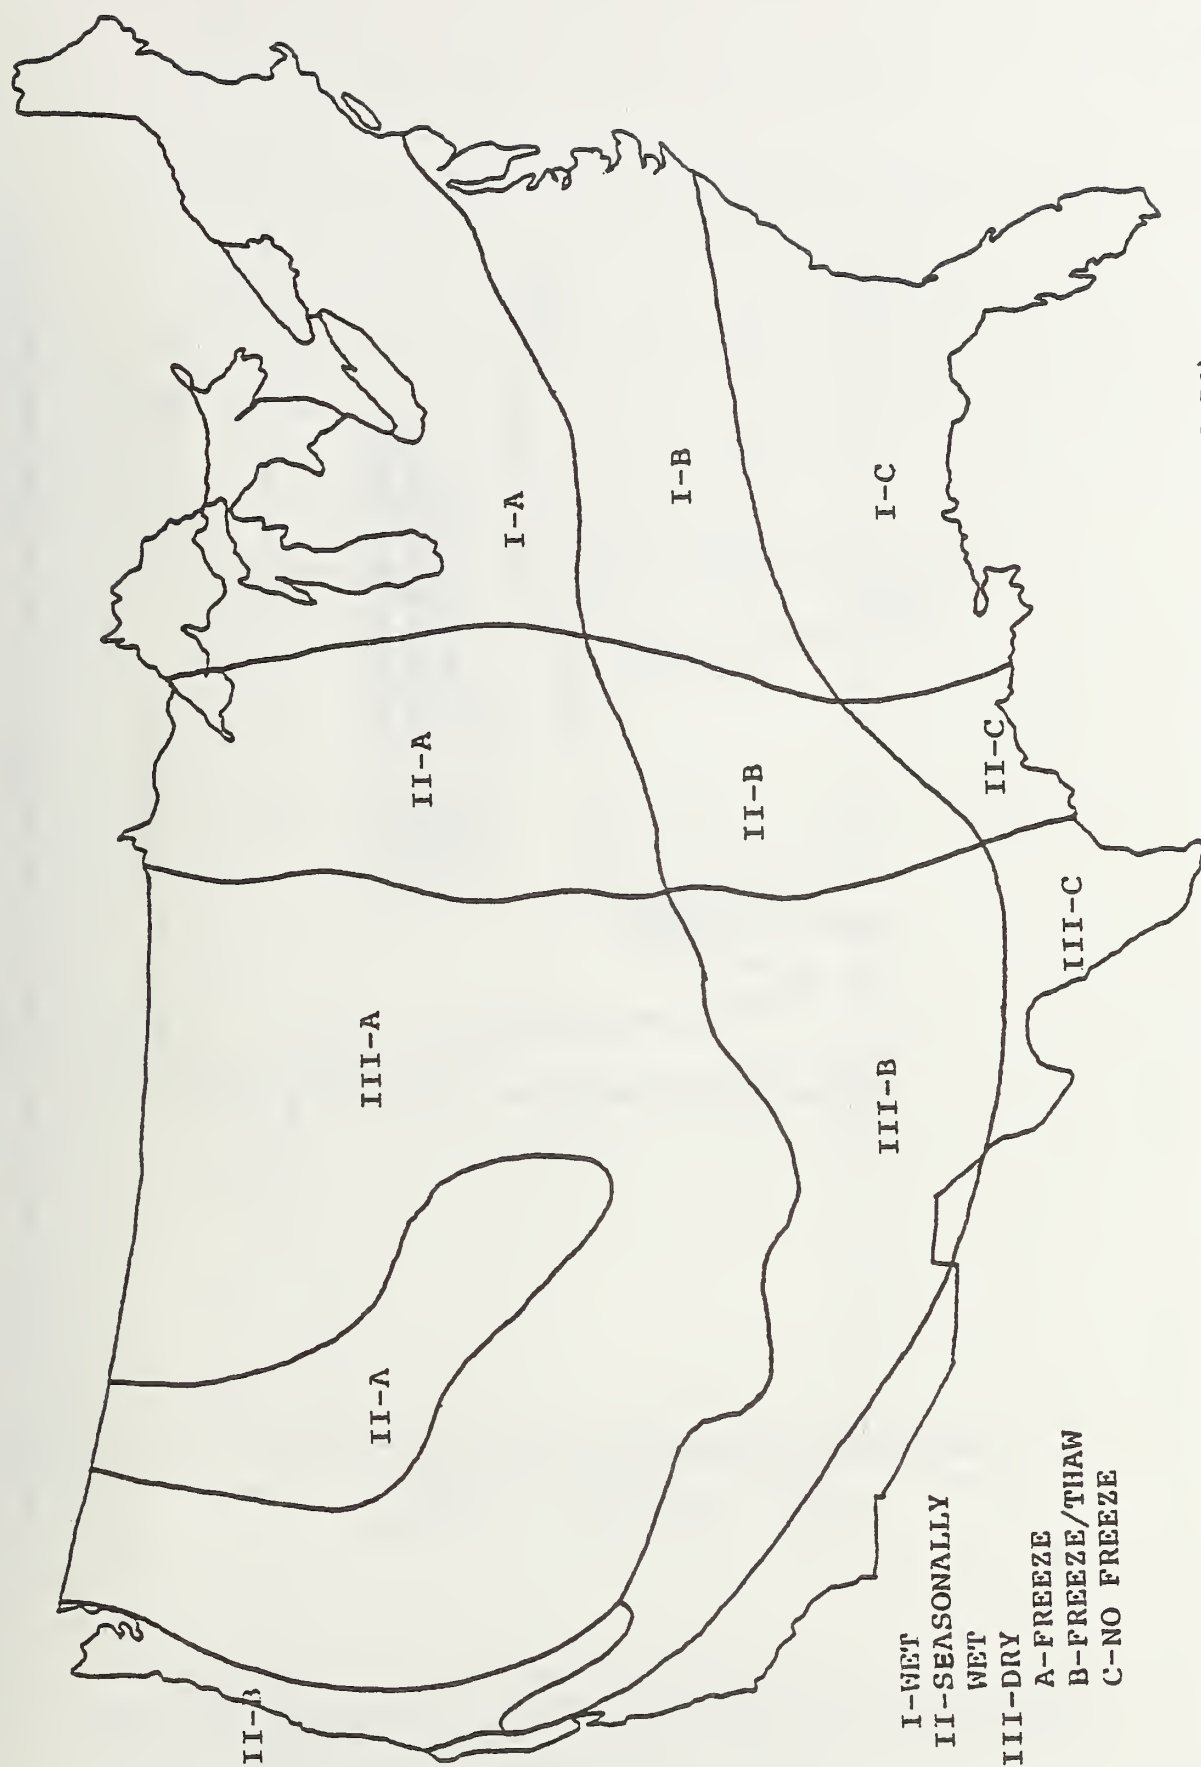 II-B
III-A
II-A
II-A
I-A
I-B
II-B
I-C
III-B
II-C
III-C
I-WET
II-SEASONALLY
WET
III-DRY
A-FREEZE
B-FREEZE/THAW
C-NO FREEZE